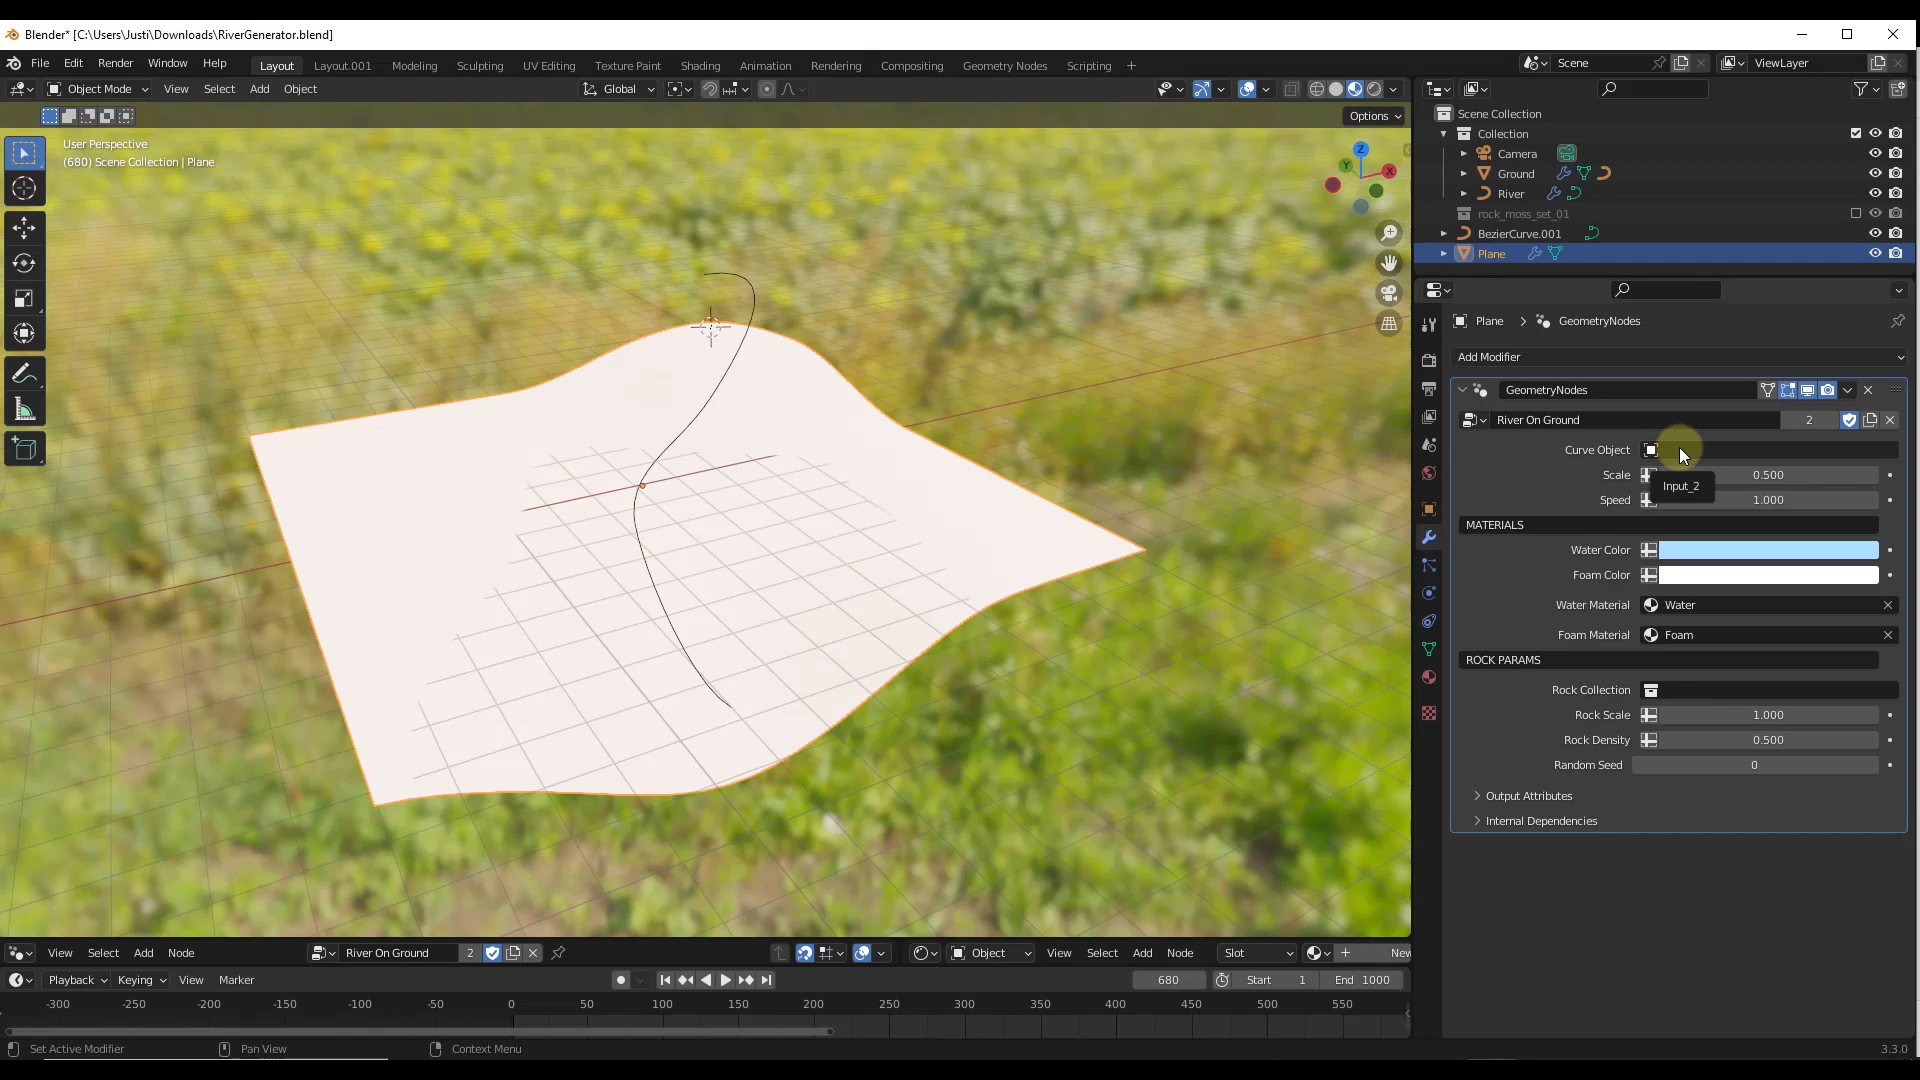 Blender* [C:\Users\Justi\Downloads\RiverGenerator.blend]
File Edit Render Window Help Layout Layout.001 Modeling Sculpting UV Editing Texture Paint Shading Animation Rendering Compositing Geometry Nodes Scripting + Scene ViewLayer
Object Mode View Select Add Object Global
Options
User Perspective
(680) Scene Collection | Plane
Z
Y
X
Scene Collection
Collection
Camera
Ground
River
rock_moss_set_01
BezierCurve.001
Plane
Plane > GeometryNodes
Add Modifier
GeometryNodes
River On Ground 2
Curve Object
Scale 0.500
Input_2
Speed 1.000
MATERIALS
Water Color
Foam Color
Water Material Water
Foam Material Foam
ROCK PARAMS
Rock Collection
Rock Scale 1.000
Rock Density 0.500
Random Seed 0
Output Attributes
Internal Dependencies
View Select Add Node River On Ground 2 Object View Select Add Node Slot New
Playback Keying View Marker 680 Start 1 End 1000
-300 -250 -200 -150 -100 -50 0 50 100 150 200 250 300 350 400 450 500 550
Set Active Modifier Pan View Context Menu 3.3.0